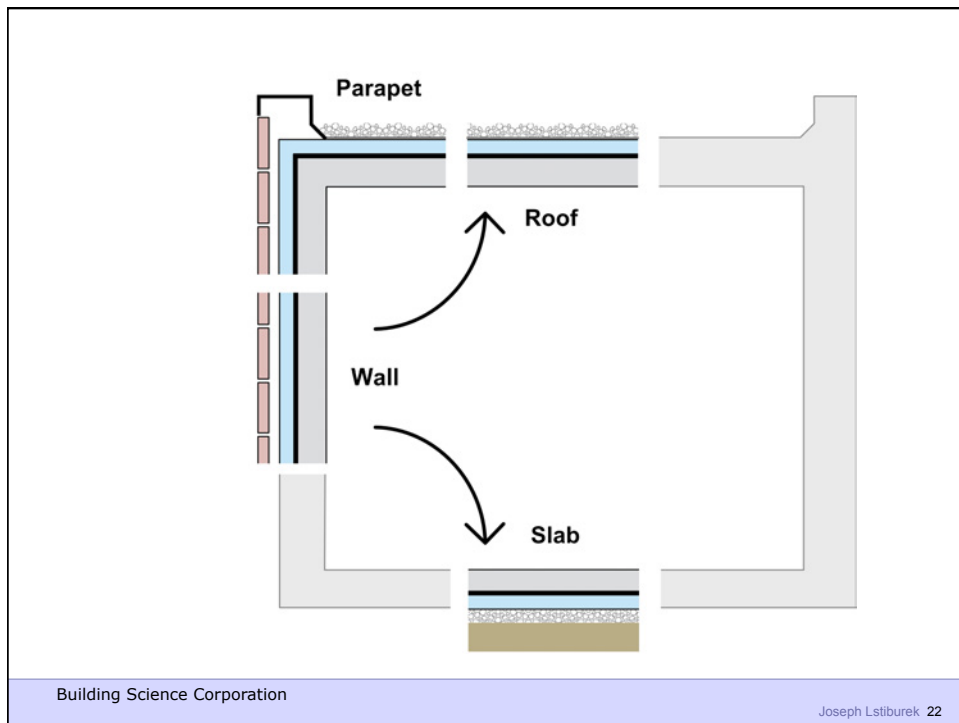 Parapet
Roof
Wall
Slab
Building Science Corporation
Joseph Lstiburek 22